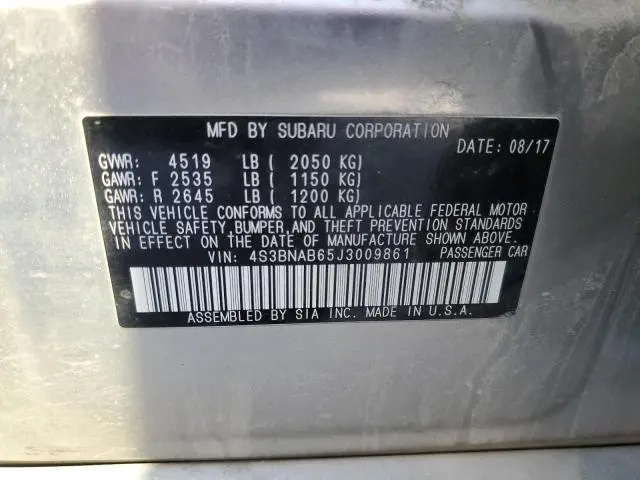 MFD BY SUBARU CORPORATION
DATE: 08/17
GVWR: 4519 LB ( 2050 KG)
GAWR: F 2535 LB ( 1150 KG)
GAWR: R 2645 LB ( 1200 KG)
THIS VEHICLE CONFORMS TO ALL APPLICABLE FEDERAL MOTOR
VEHICLE SAFETY,BUMPER,AND THEFT PREVENTION STANDARDS
IN EFFECT ON THE DATE OF MANUFACTURE SHOWN ABOVE.
VIN: 4S3BNAB65J3009861 PASSENGER CAR
ASSEMBLED BY SIA INC. MADE IN U.S.A.